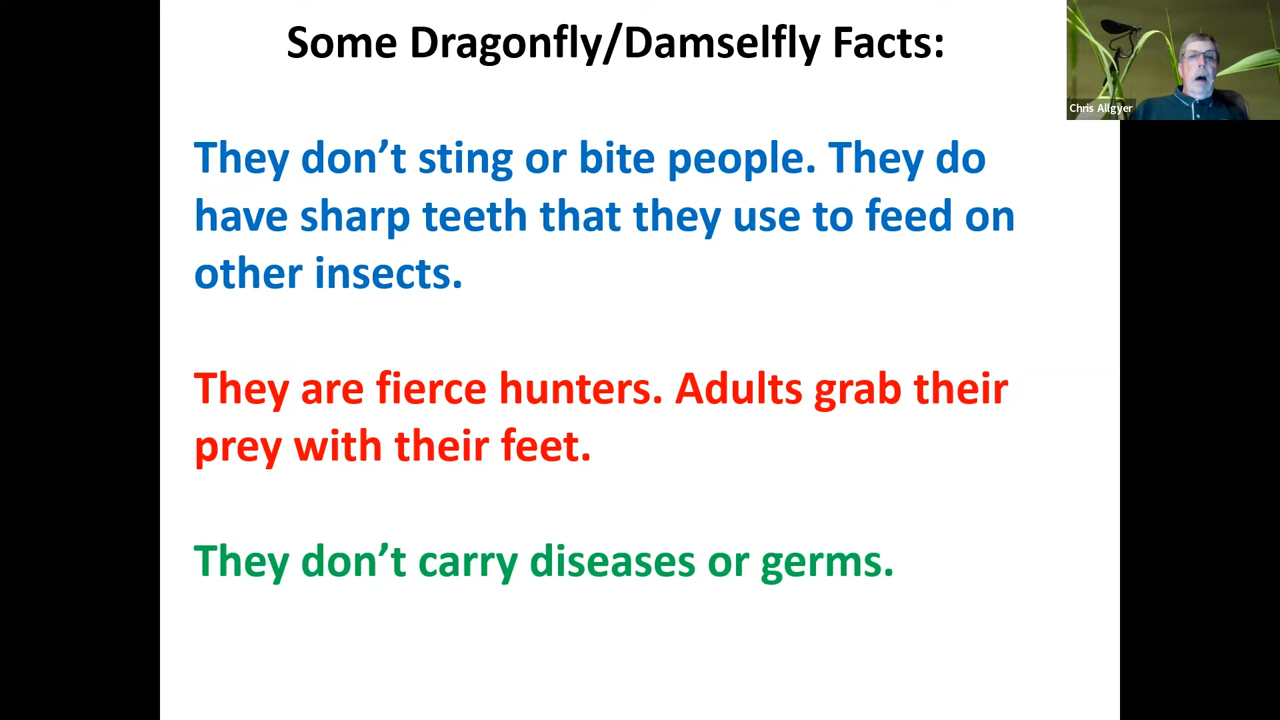 Some Dragonfly/Damselfly Facts:
Chris Allgyer
They don’t sting or bite people. They do
have sharp teeth that they use to feed on
other insects.
They are fierce hunters. Adults grab their
prey with their feet.
They don’t carry diseases or germs.